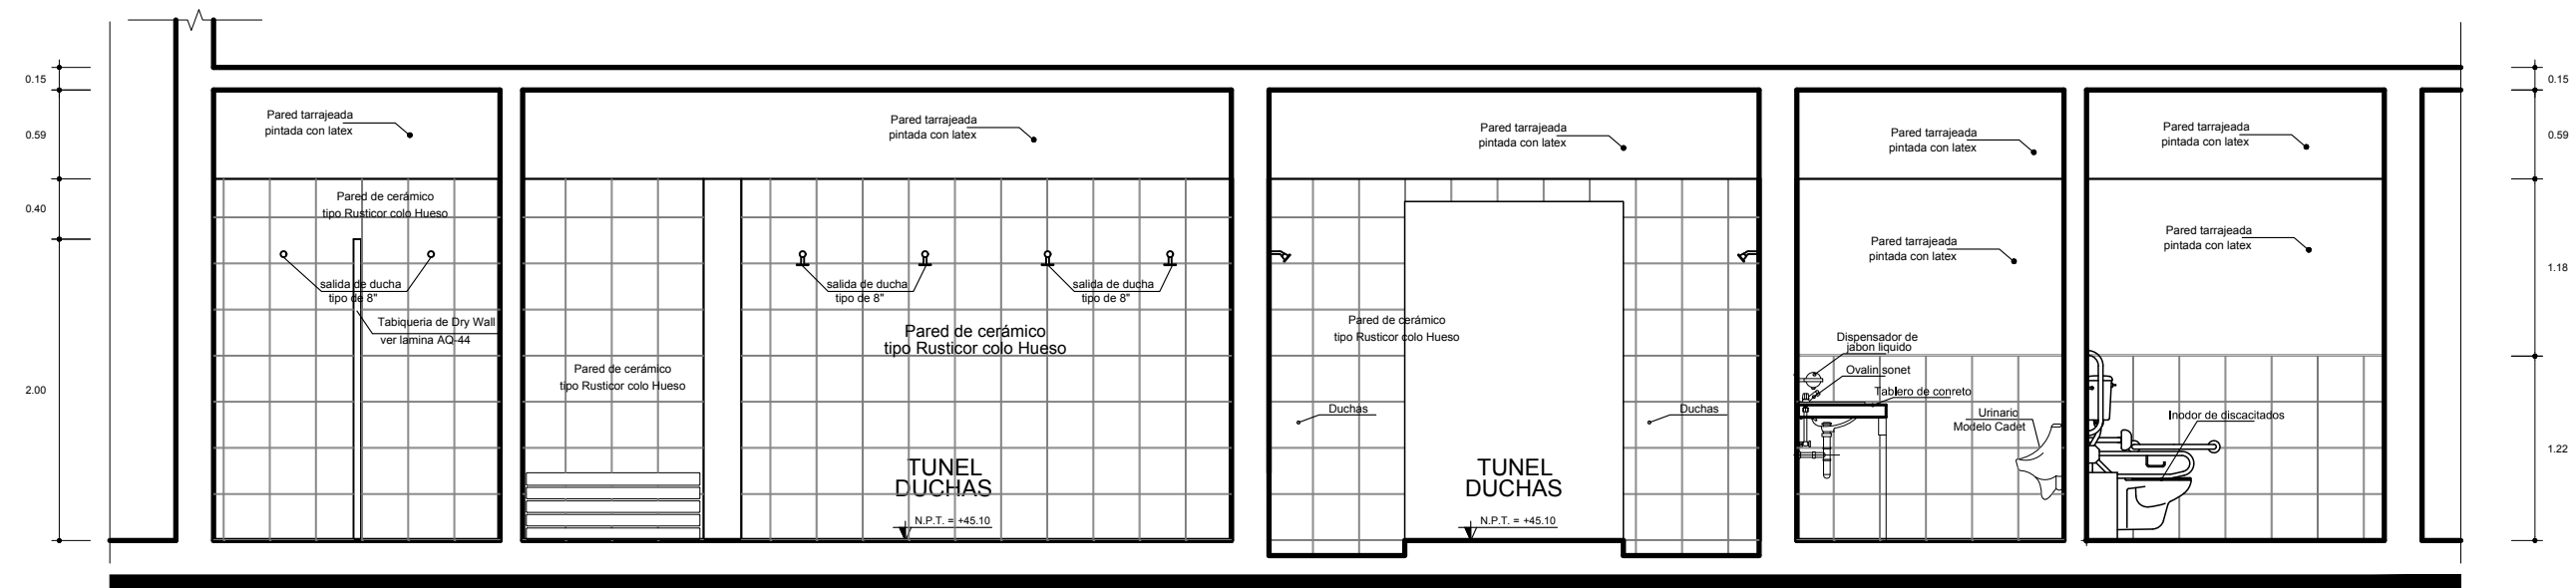 0.15
0.59
0.40
2.00
Pared tarrajeada
pintada con latex
Pared de cerámico
tipo Rusticor colo Hueso
salida de ducha
tipo de 8"
Tabiqueria de Dry Wall
ver lamina AQ-44
Pared tarrajeada
pintada con latex
salida de ducha
tipo de 8"
salida de ducha
tipo de 8"
Pared de cerámico
tipo Rusticor colo Hueso
Pared de cerámico
tipo Rusticor colo Hueso
TUNEL
DUCHAS
N.P.T. = +45.10
Pared tarrajeada
pintada con latex
Pared de cerámico
tipo Rusticor colo Hueso
Duchas
Duchas
TUNEL
DUCHAS
N.P.T. = +45.10
Pared tarrajeada
pintada con latex
Pared tarrajeada
pintada con latex
Dispensador de
jabon liquido
Ovalin sonet
Tablero de conreto
Urinario
Modelo Cadet
Pared tarrajeada
pintada con latex
Pared tarrajeada
pintada con latex
Inodor de discacitados
0.15
0.59
1.18
1.22